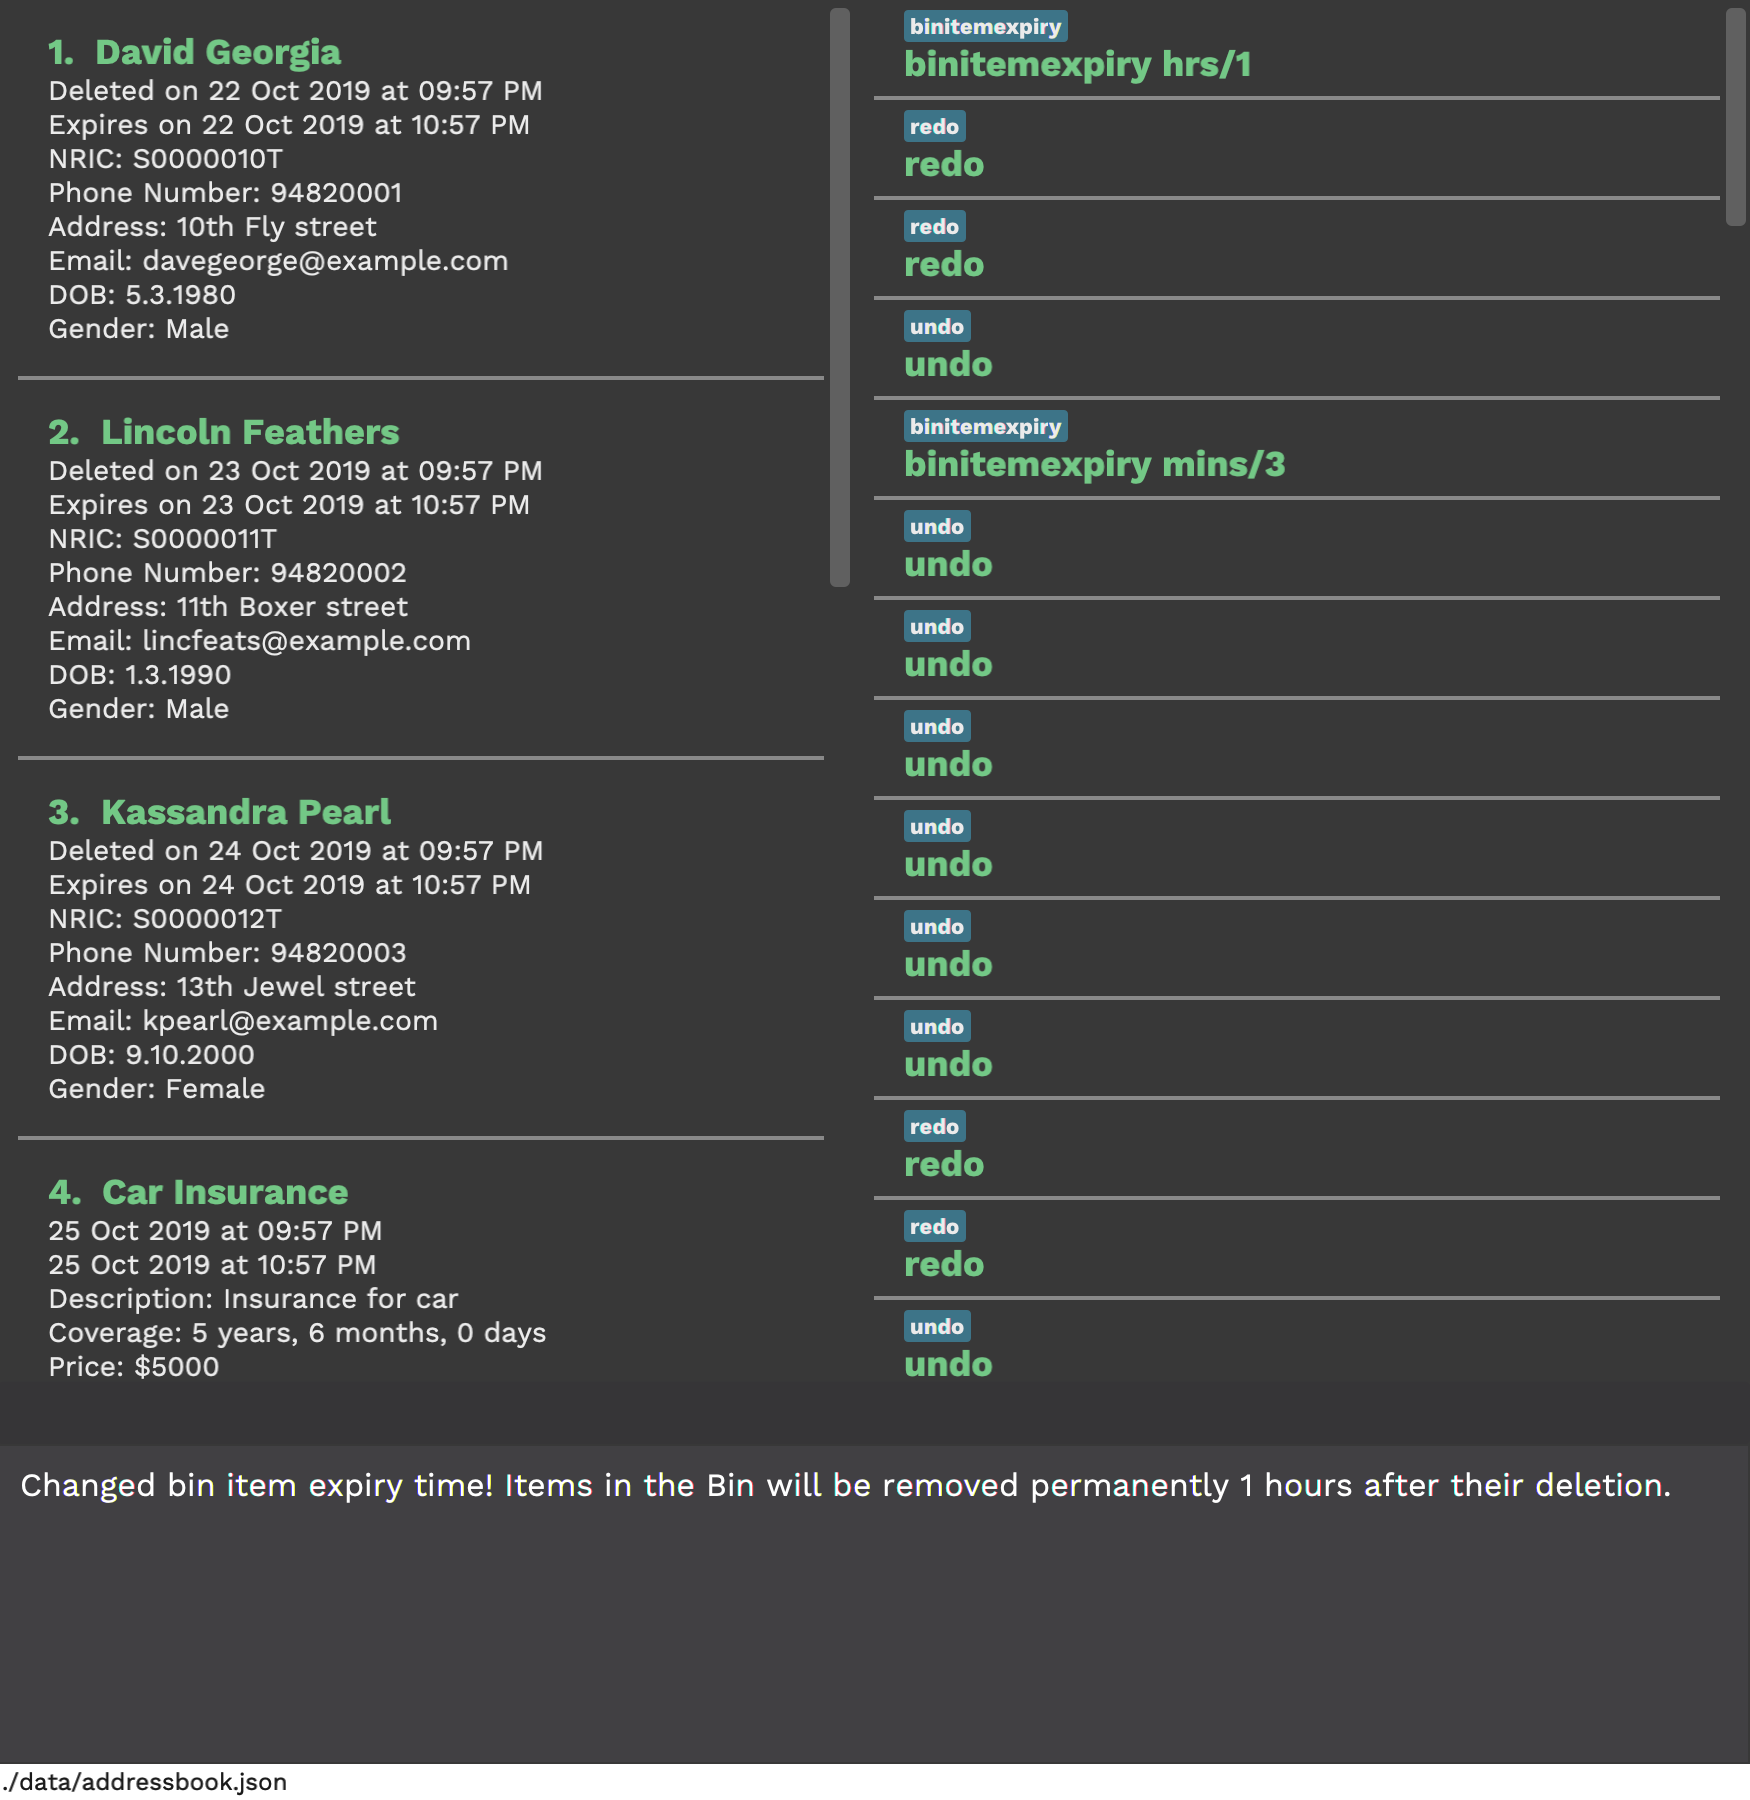 1. David Georgia
Deleted on 22 Oct 2019 at 09:57 PM
Expires on 22 Oct 2019 at 10:57 PM
NRIC: S0000010T
Phone Number: 94820001
Address: 10th Fly street
Email: davegeorge@example.com
DOB: 5.3.1980
Gender: Male
2. Lincoln Feathers
Deleted on 23 Oct 2019 at 09:57 PM
Expires on 23 Oct 2019 at 10:57 PM
NRIC: S0000011T
Phone Number: 94820002
Address: 11th Boxer street
Email: lincfeats@example.com
DOB: 1.3.1990
Gender: Male
3. Kassandra Pearl
Deleted on 24 Oct 2019 at 09:57 PM
Expires on 24 Oct 2019 at 10:57 PM
NRIC: S0000012T
Phone Number: 94820003
Address: 13th Jewel street
Email: kpearl@example.com
DOB: 9.10.2000
Gender: Female
4. Car Insurance
25 Oct 2019 at 09:57 PM
25 Oct 2019 at 10:57 PM
Description: Insurance for car
Coverage: 5 years, 6 months, 0 days
Price: $5000
binitemexpiry
binitemexpiry hrs/1
redo
redo
redo
redo
undo
undo
binitemexpiry
binitemexpiry mins/3
undo
undo
undo
undo
undo
undo
undo
undo
undo
undo
undo
undo
redo
redo
redo
redo
undo
undo
Changed bin item expiry time! Items in the Bin will be removed permanently 1 hours after their deletion.
./data/addressbook.json